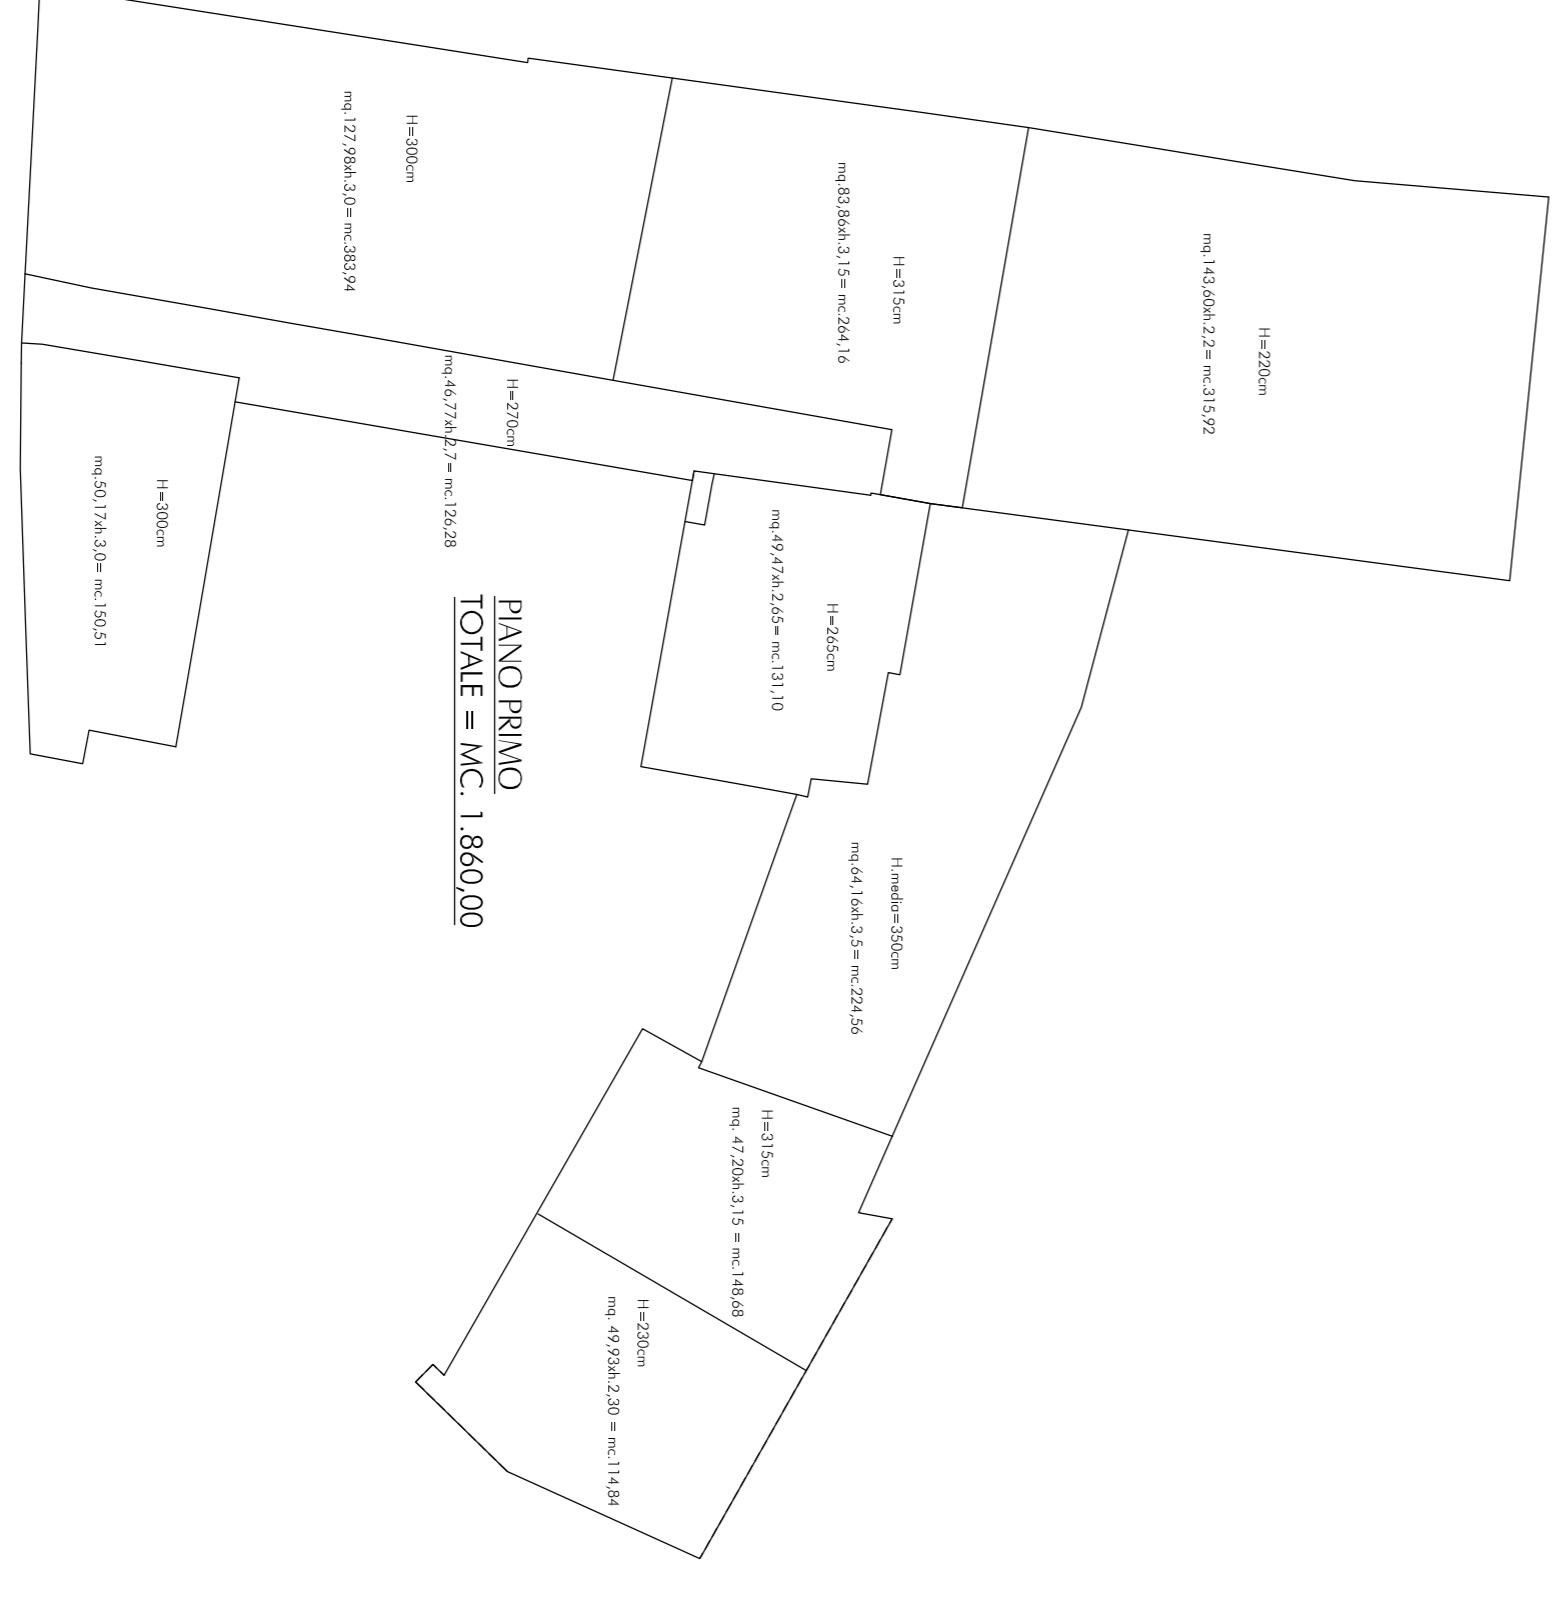 H=220cm
mq.143,60xh.2,2= mc.315,92
H=315cm
mq.83,86xh.3,15= mc.264,16
H=300cm
mq.127,98xh.3,0= mc.383,94
H=270cm
mq.46,77xh.2,7= mc.126,28
H=300cm
mq.50,17xh.3,0= mc.150,51
H=265cm
mq.49,47xh.2,65= mc.131,10
PIANO PRIMO
TOTALE = MC. 1.860,00
H.media=350cm
mq.64,16xh.3,5= mc.224,56
H=315cm
mq. 47,20xh.3,15 = mc.148,68
H=230cm
mq. 49,93xh.2,30 = mc.114,84